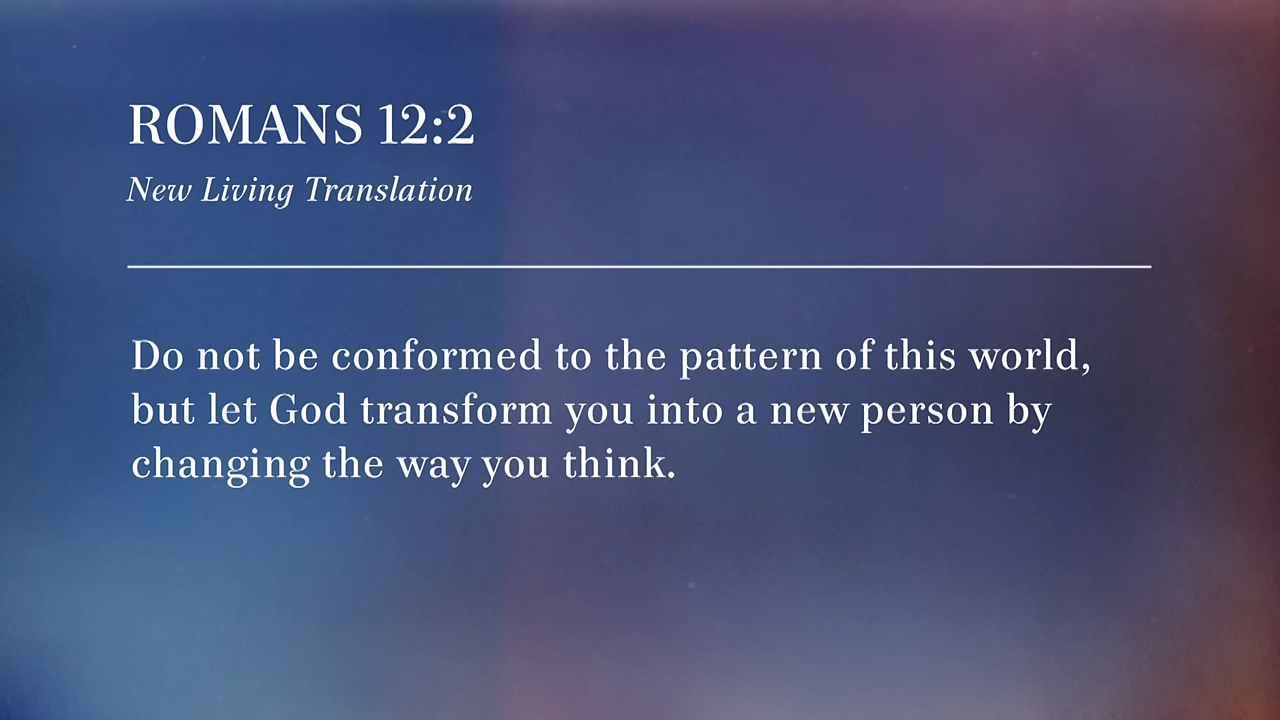 ROMANS 12:2
New Living Translation
Do not be conformed to the pattern of this world,
but let God transform you into a new person by
changing the way you think.